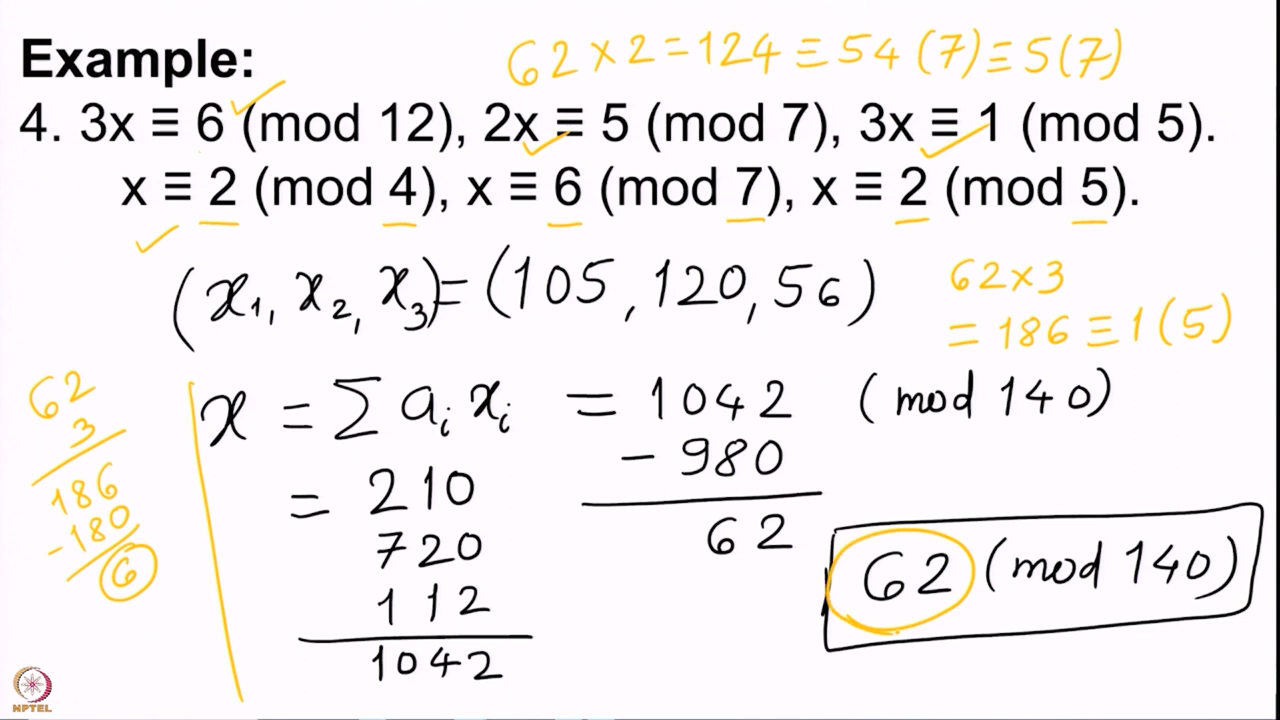 Example:
62 × 2 = 124 ≡ 54 (7) ≡ 5 (7)
4. 3x ≡ 6 (mod 12), 2x ≡ 5 (mod 7), 3x ≡ 1 (mod 5).
x ≡ 2 (mod 4), x ≡ 6 (mod 7), x ≡ 2 (mod 5).
(x₁, x₂, x₃) = (105, 120, 56)
62 × 3
= 186 ≡ 1 (5)
62
3
186
-180
6
x = ∑ aᵢ xᵢ = 1042 (mod 140)
- 980
62
= 210
720
112
1042
62 (mod 140)
NPTEL